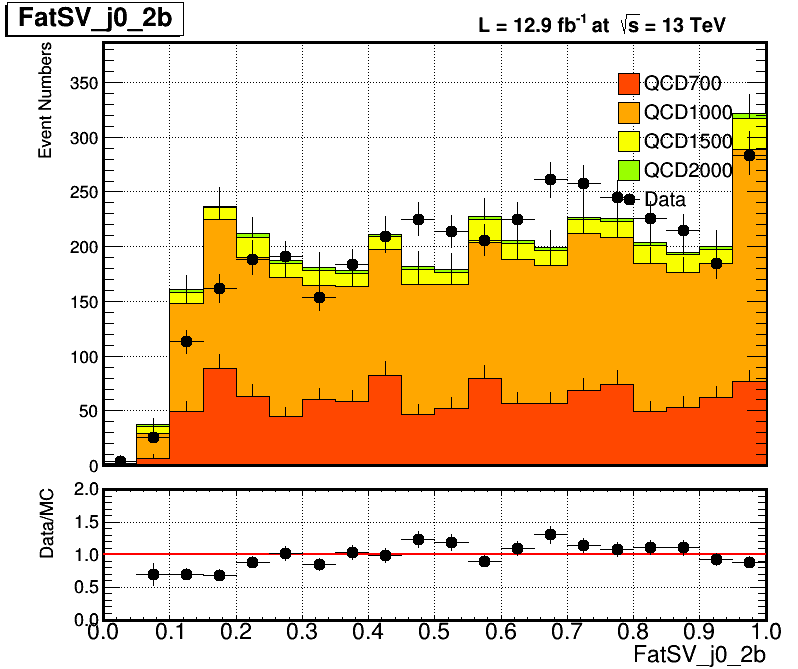 FatSV_j0_2b
L = 12.9 fb⁻¹ at √s = 13 TeV
Event Numbers
350
300
250
200
150
100
50
0
QCD700
QCD1000
QCD1500
QCD2000
Data
Data/MC
2.0
1.5
1.0
0.5
0.0
0.0 0.1 0.2 0.3 0.4 0.5 0.6 0.7 0.8 0.9 1.0
FatSV_j0_2b